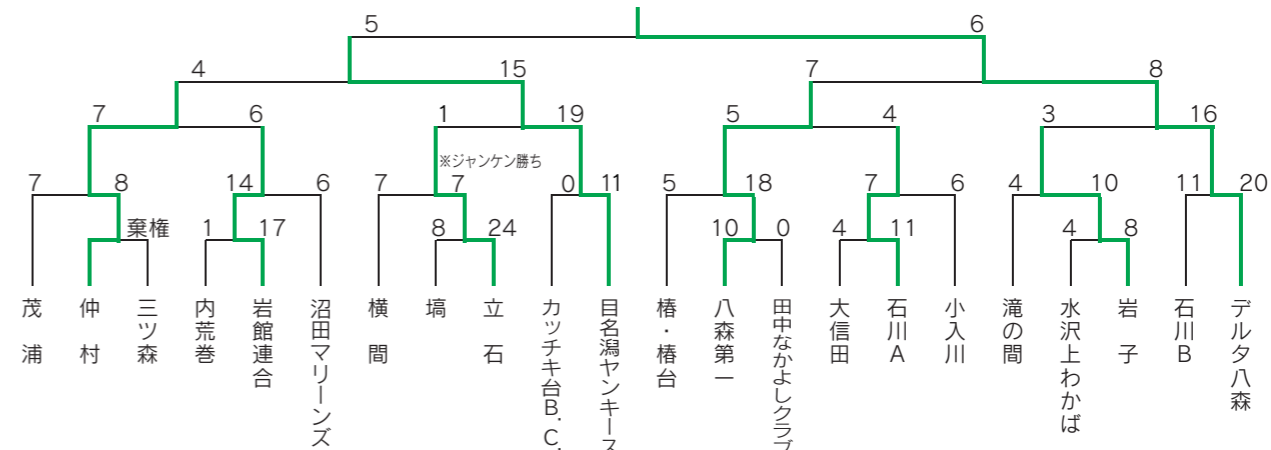 5 6
4 15 7 8
7 6 1 19 5 4 3 16
※ジャンケン勝ち
7 8 14 6 7 7 0 11 5 18 7 6 4 10 11 20
棄権 1 17 8 24 10 0 4 11 4 8
茂浦
仲村
三ツ森
内荒巻
岩館連合
沼田マリーンズ
横間
塙
立石
カッチキ台B.C.
目名潟ヤンキース
椿・椿台
八森第一
田中なかよしクラブ
大信田
石川A
小入川
滝の間
水沢上わかば
岩子
石川B
デルタ八森